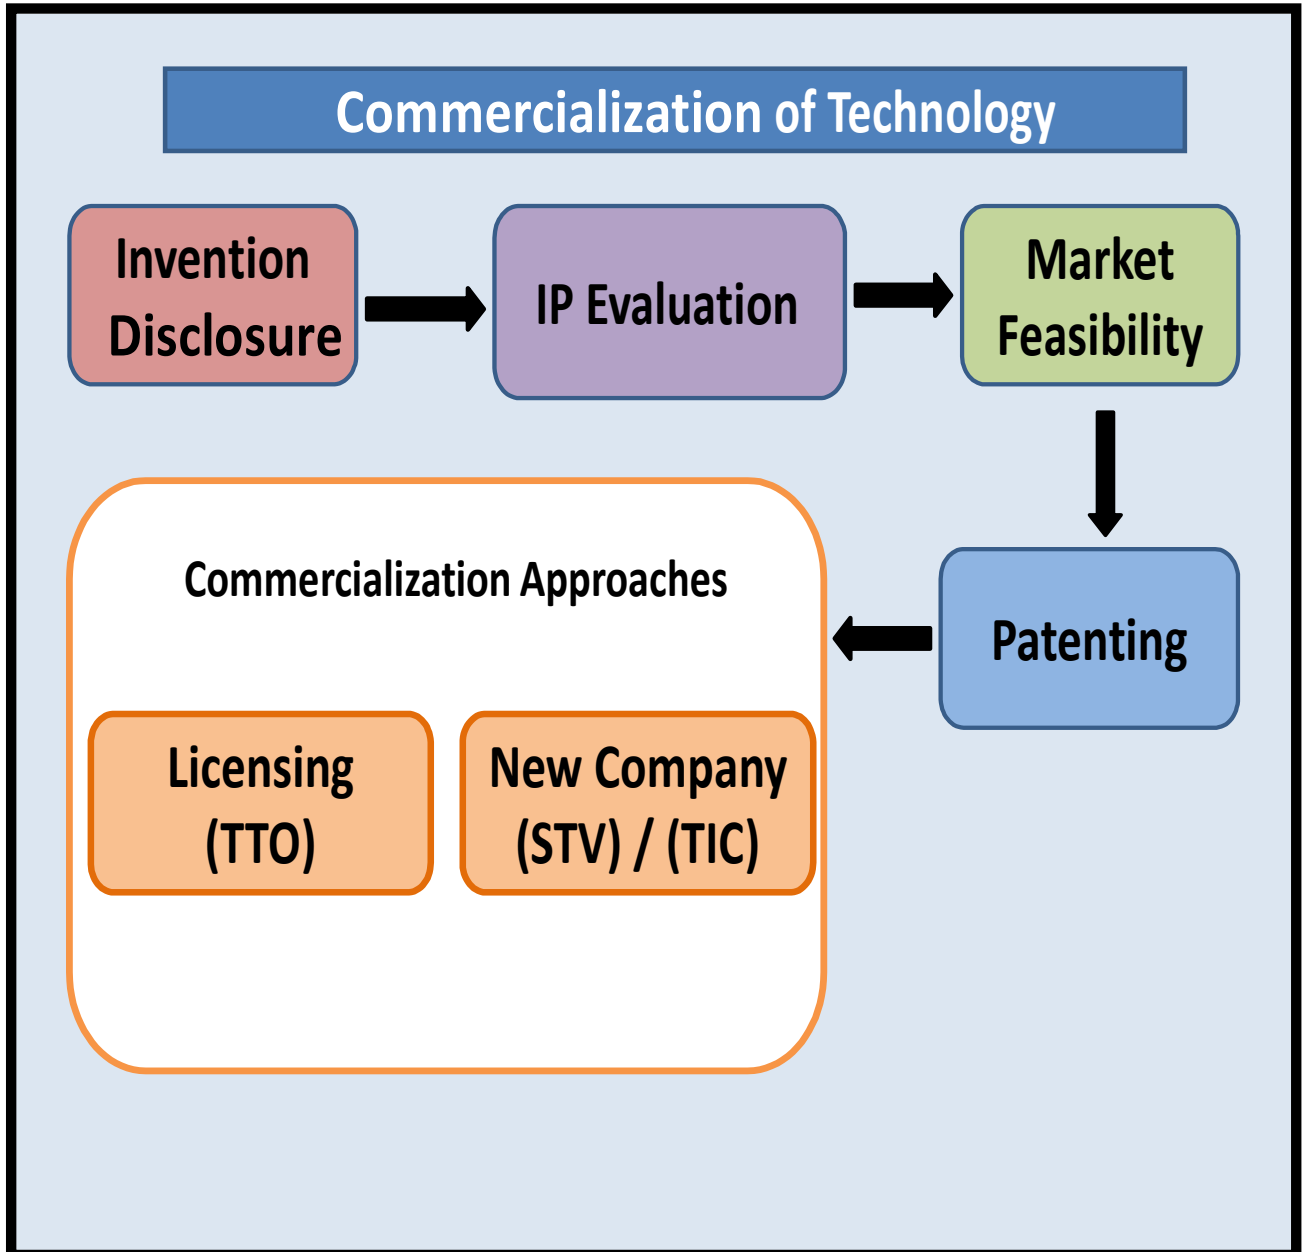 Commercialization of Technology
Invention
Disclosure
IP Evaluation
Market
Feasibility
Patenting
Commercialization Approaches
Licensing
(TTO)
New Company
(STV) / (TIC)